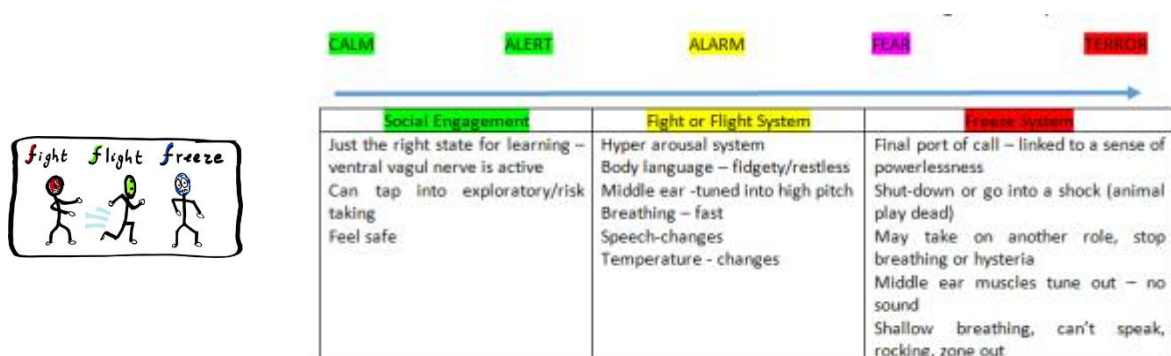 CALM ALERT ALARM FEAR TERROR
fight flight freeze
Social Engagement
Just the right state for learning –
ventral vagul nerve is active
Can tap into exploratory/risk
taking
Feel safe
Fight or Flight System
Hyper arousal system
Body language – fidgety/restless
Middle ear -tuned into high pitch
Breathing – fast
Speech-changes
Temperature - changes
Freeze System
Final port of call – linked to a sense of
powerlessness
Shut-down or go into a shock (animal
play dead)
May take on another role, stop
breathing or hysteria
Middle ear muscles tune out – no
sound
Shallow breathing, can't speak,
rocking, zone out